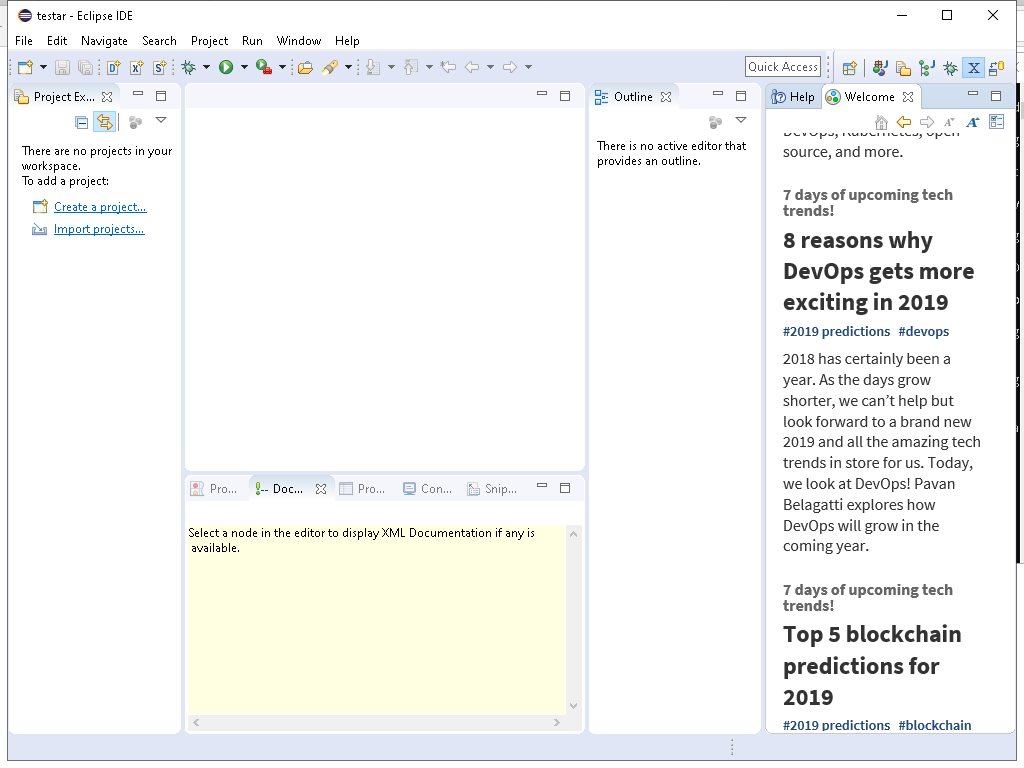 testar - Eclipse IDE
File Edit Navigate Search Project Run Window Help
Quick Access
Project Ex...
There are no projects in your
workspace.
To add a project:
Create a project...
Import projects...
Outline
There is no active editor that
provides an outline.
Pro... Doc... Pro... Con... Snip...
Select a node in the editor to display XML Documentation if any is
available.
Help Welcome
DevOps, Kubernetes, open
source, and more.
7 days of upcoming tech
trends!
8 reasons why
DevOps gets more
exciting in 2019
#2019 predictions #devops
2018 has certainly been a
year. As the days grow
shorter, we can’t help but
look forward to a brand new
2019 and all the amazing tech
trends in store for us. Today,
we look at DevOps! Pavan
Belagatti explores how
DevOps will grow in the
coming year.
7 days of upcoming tech
trends!
Top 5 blockchain
predictions for
2019
#2019 predictions #blockchain